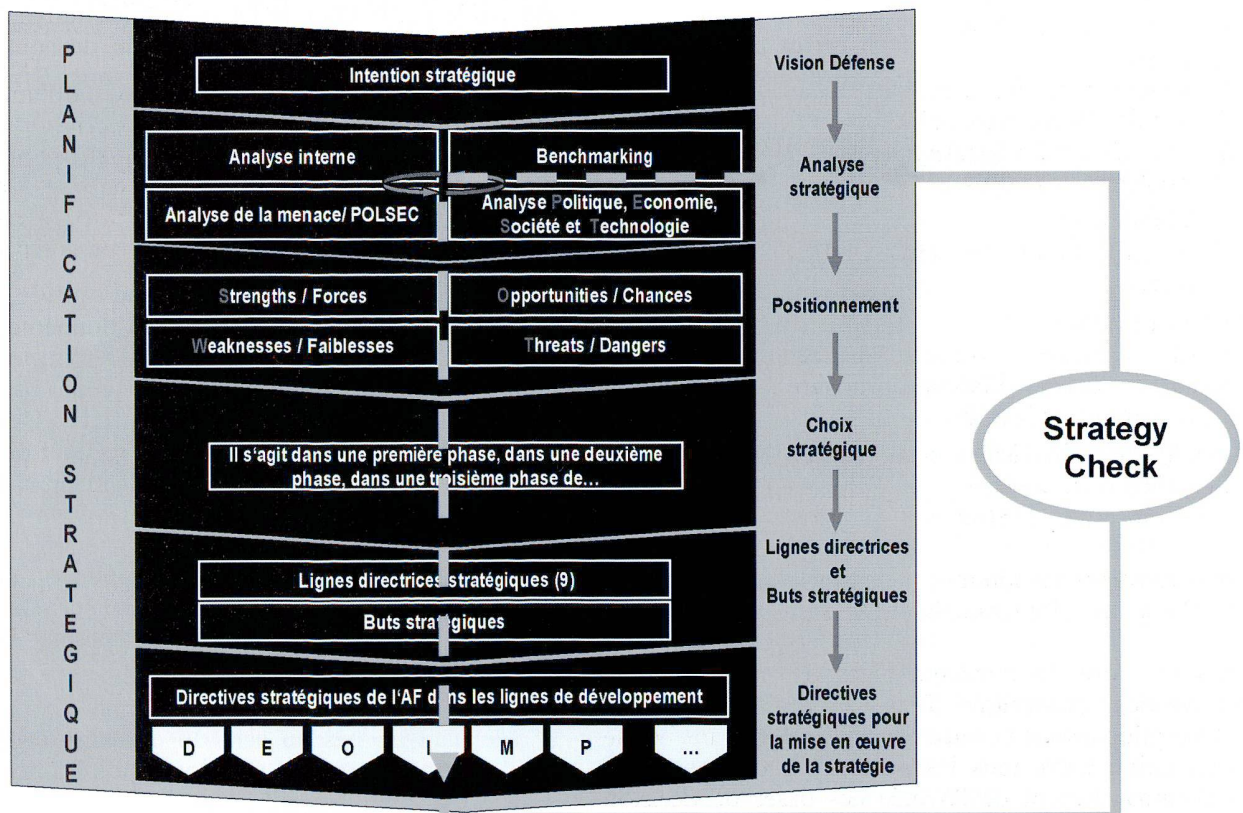 PLANIFICATION STRATEGIQUE
Intention stratégique
Vision Défense
Analyse interne
Benchmarking
Analyse de la menace/ POLSEC
Analyse Politique, Economie,
Société et Technologie
Analyse
stratégique
Strengths / Forces
Opportunities / Chances
Weaknesses / Faiblesses
Threats / Dangers
Positionnement
Il s‘agit dans une première phase, dans une deuxième
phase, dans une troisième phase de...
Choix
stratégique
Lignes directrices stratégiques (9)
Buts stratégiques
Lignes directrices
et
Buts stratégiques
Directives stratégiques de l‘AF dans les lignes de développement
D E O I M P ...
Directives
stratégiques pour
la mise en œuvre
de la stratégie
Strategy
Check